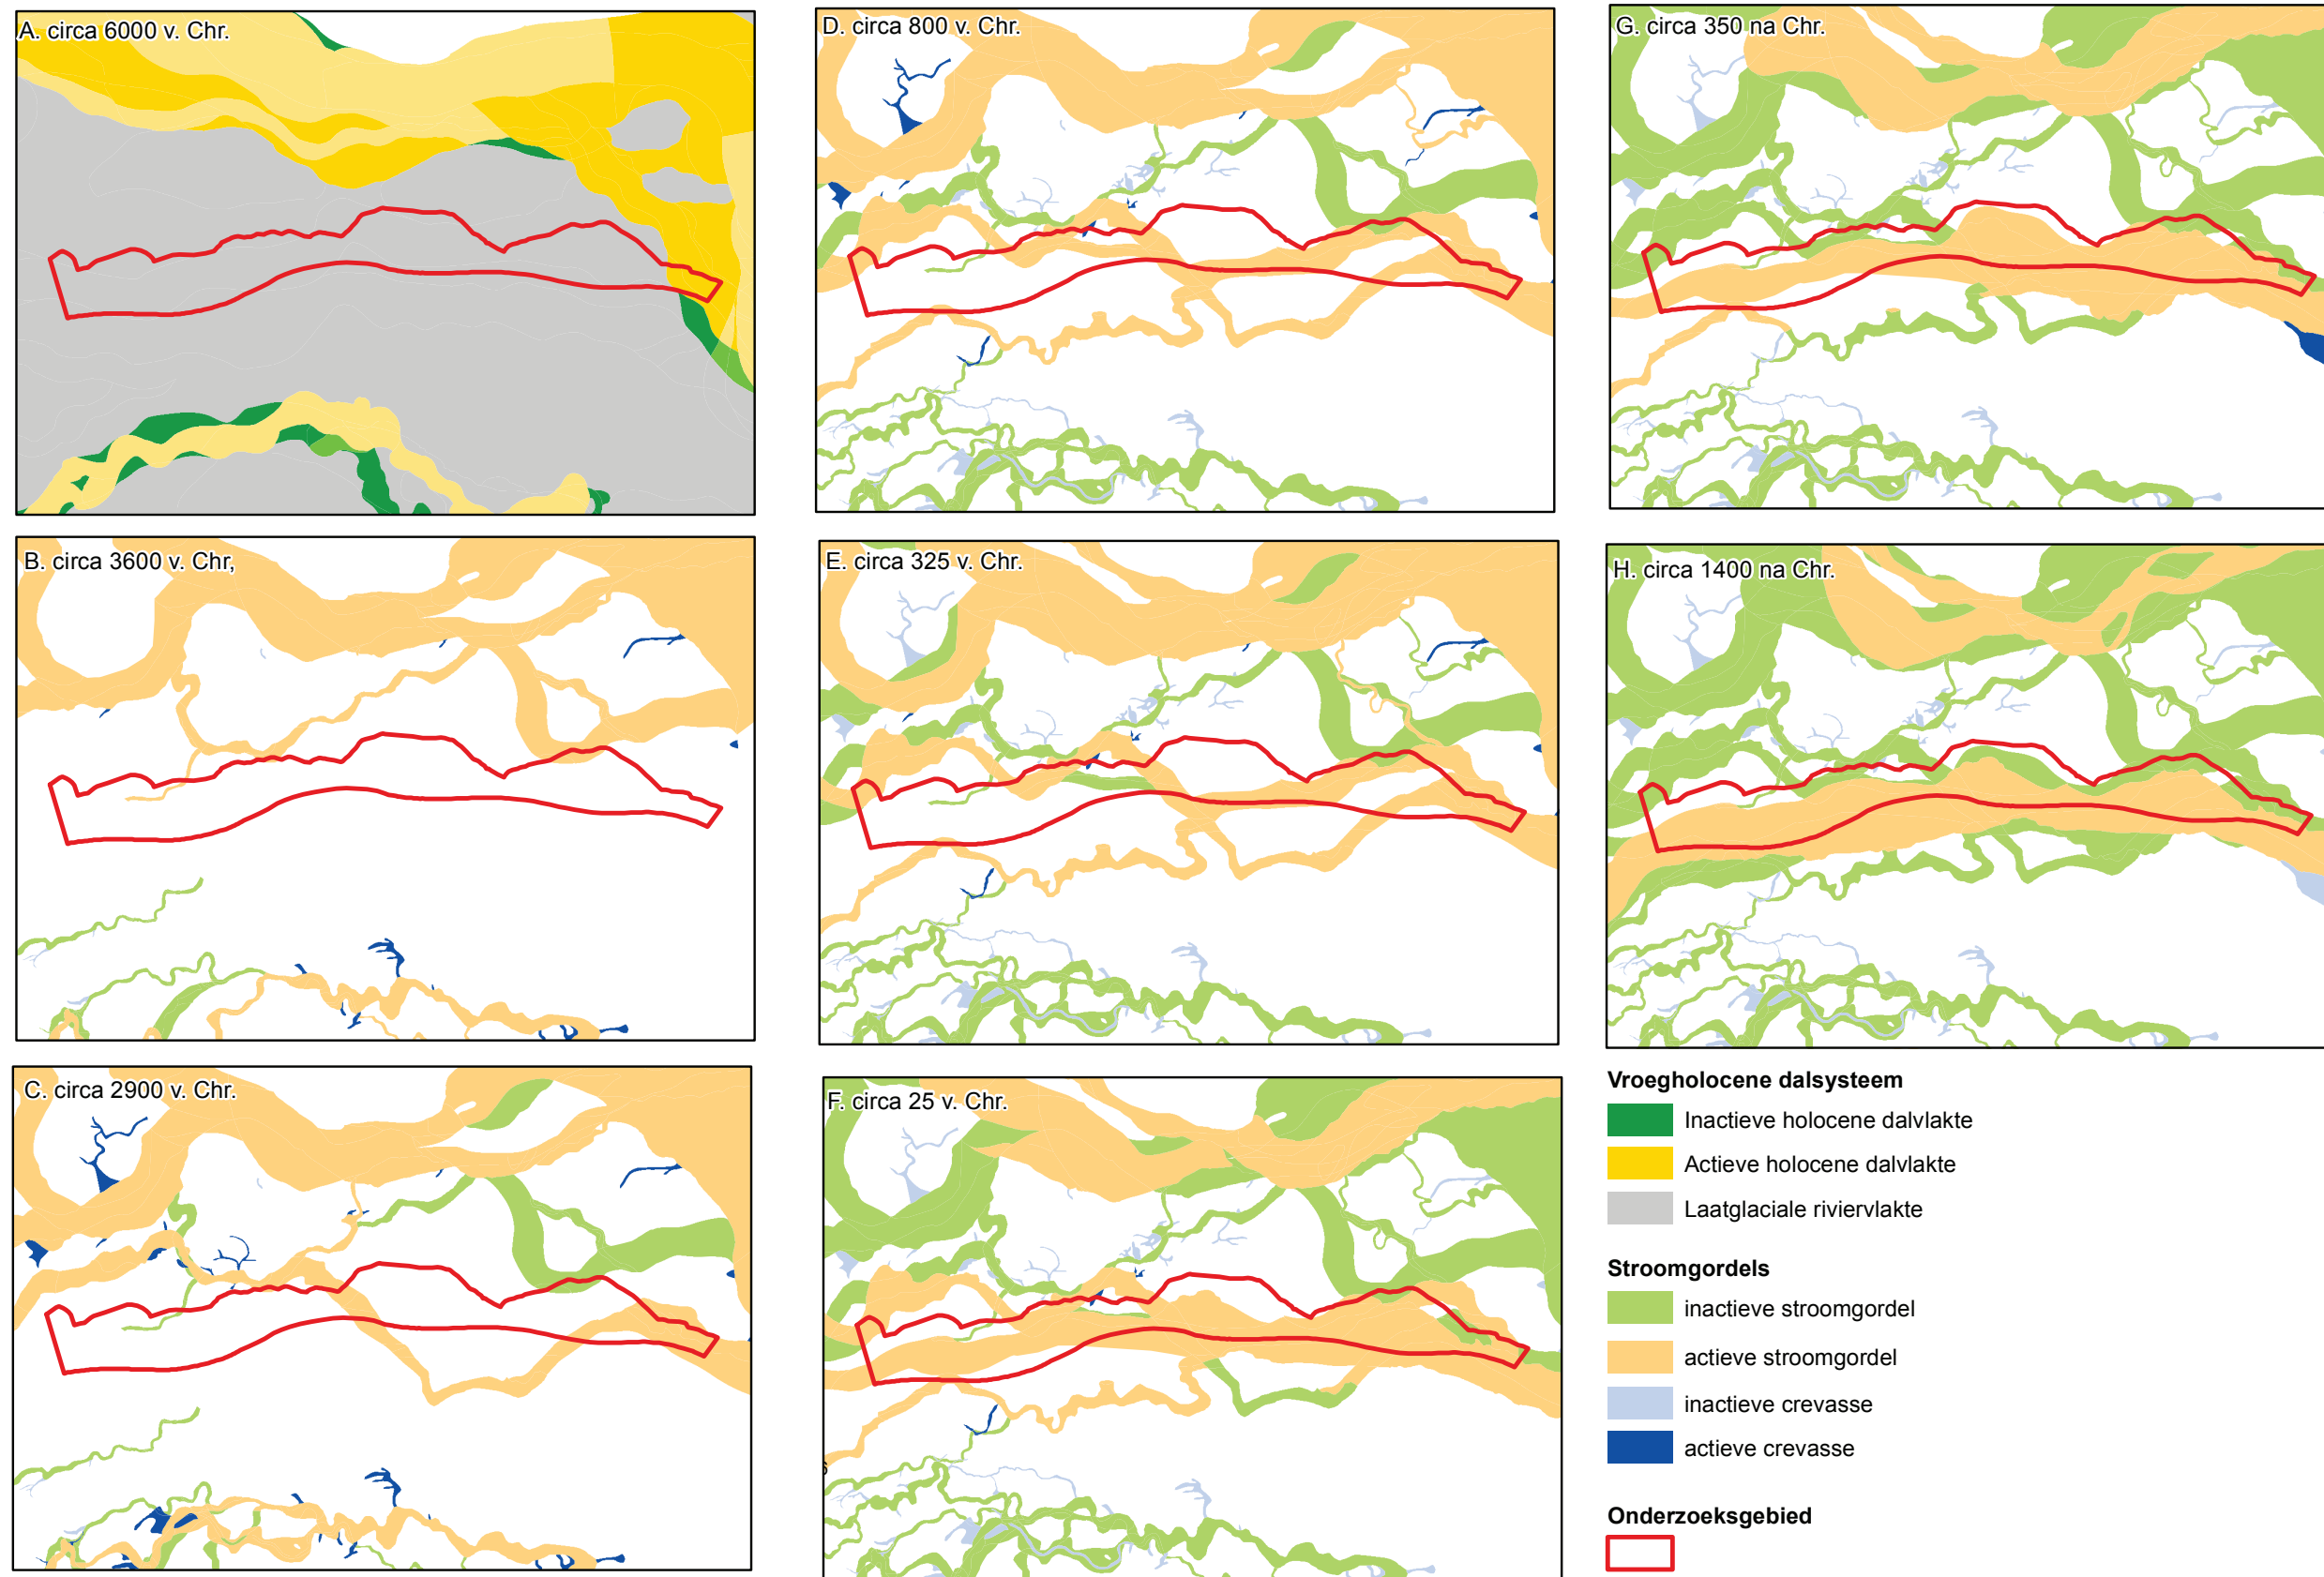 A. circa 6000 v. Chr.
B. circa 3600 v. Chr,
C. circa 2900 v. Chr.
D. circa 800 v. Chr.
E. circa 325 v. Chr.
F. circa 25 v. Chr.
6
G. circa 350 na Chr.
H. circa 1400 na Chr.
Vroegholocene dalsysteem
Inactieve holocene dalvlakte
Actieve holocene dalvlakte
Laatglaciale riviervlakte
Stroomgordels
inactieve stroomgordel
actieve stroomgordel
inactieve crevasse
actieve crevasse
Onderzoeksgebied